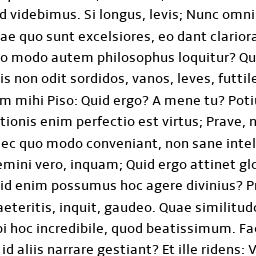 d videbimus. Si longus, levis; Nunc omni
ae quo sunt excelsiores, eo dant clariora
o modo autem philosophus loquitur? Qu
is non odit sordidos, vanos, leves, futtile
m mihi Piso: Quid ergo? A mene tu? Poti
tionis enim perfectio est virtus; Prave, n
ec quo modo conveniant, non sane intel
emini vero, inquam; Quid ergo attinet glo
id enim possumus hoc agere divinius? Pr
aeteritis, inquit, gaudeo. Quae similitudo
oi hoc incredibile, quod beatissimum. Fac
id aliis narrare gestiant? Et ille ridens: V